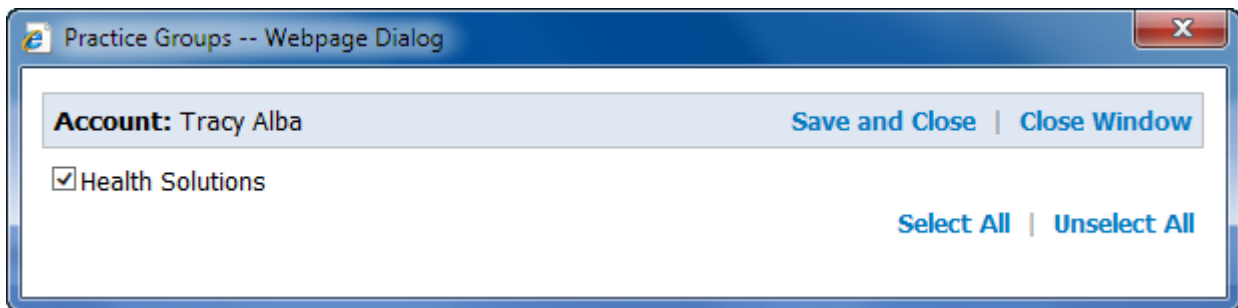 Practice Groups -- Webpage Dialog
Account: Tracy Alba Save and Close | Close Window
Health Solutions
Select All | Unselect All